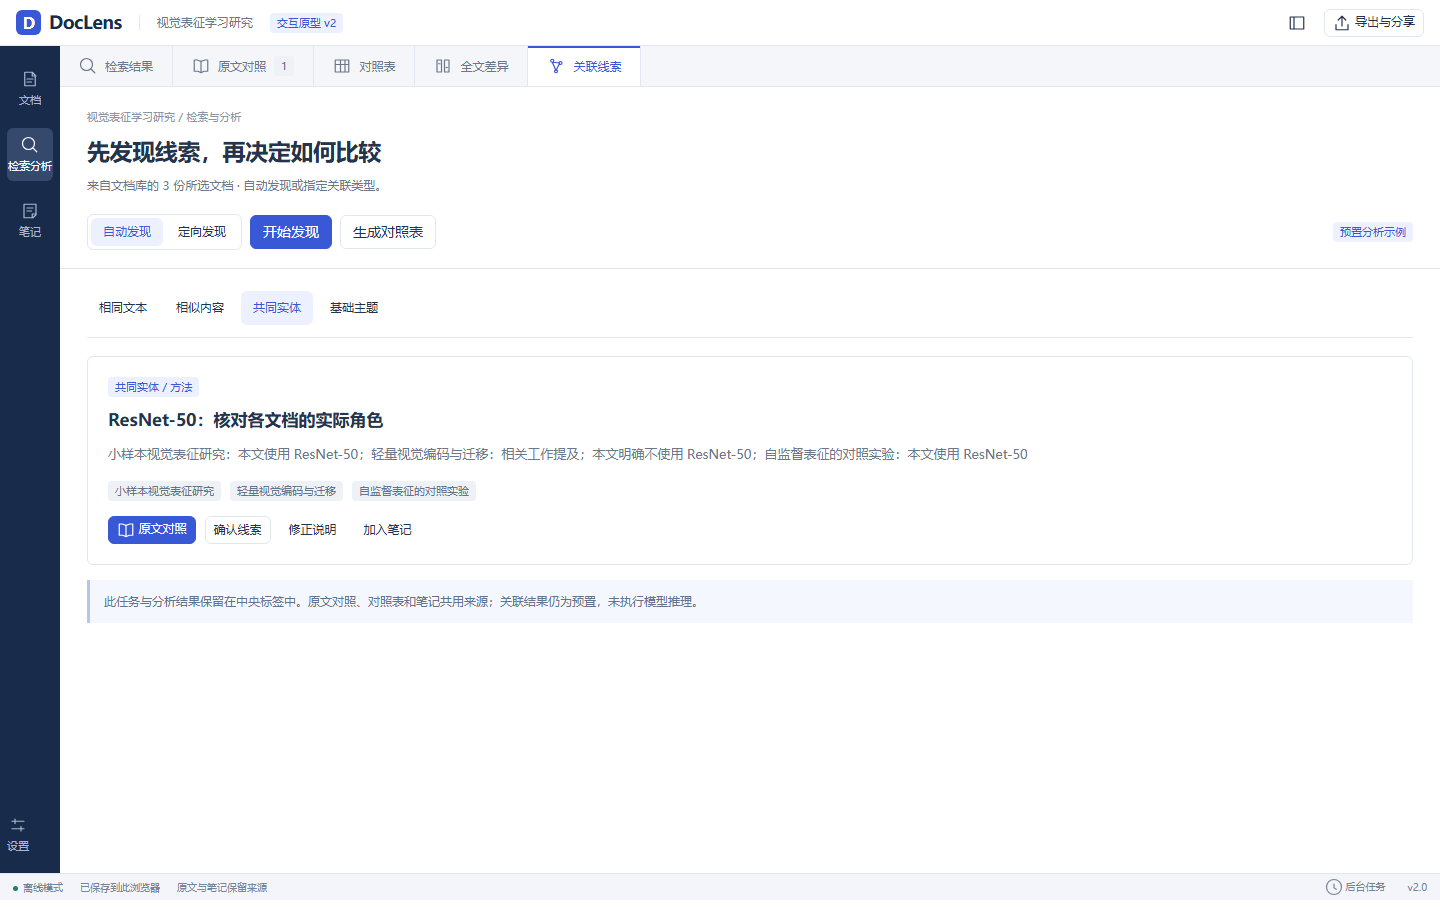 D DocLens 视觉表征学习研究 交互原型 v2 导出与分享
文档
检索分析
笔记
设置
检索结果 原文对照 1 对照表 全文差异 关联线索
视觉表征学习研究 / 检索与分析
先发现线索，再决定如何比较
来自文档库的 3 份所选文档 · 自动发现或指定关联类型。
自动发现 定向发现 开始发现 生成对照表 预置分析示例
相同文本 相似内容 共同实体 基础主题
共同实体 / 方法
ResNet-50：核对各文档的实际角色
小样本视觉表征研究：本文使用 ResNet-50；轻量视觉编码与迁移：相关工作提及；本文明确不使用 ResNet-50；自监督表征的对照实验：本文使用 ResNet-50
小样本视觉表征研究 轻量视觉编码与迁移 自监督表征的对照实验
原文对照 确认线索 修正说明 加入笔记
此任务与分析结果保留在中央标签中。原文对照、对照表和笔记共用来源；关联结果仍为预置，未执行模型推理。
离线模式 已保存到此浏览器 原文与笔记保留来源 后台任务 v2.0